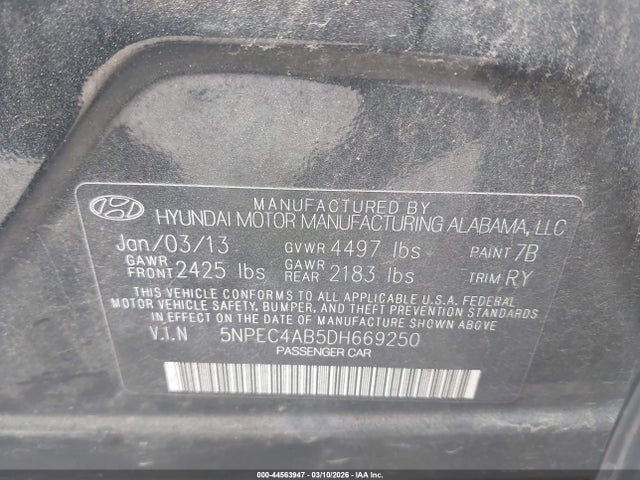 MANUFACTURED BY
HYUNDAI MOTOR MANUFACTURING ALABAMA, LLC
Jan/03/13 GVWR 4497 lbs PAINT 7B
GAWR FRONT 2425 lbs GAWR REAR 2183 lbs TRIM RY
THIS VEHICLE CONFORMS TO ALL APPLICABLE U.S.A. FEDERAL
MOTOR VEHICLE SAFETY, BUMPER, AND THEFT PREVENTION STANDARDS
IN EFFECT ON THE DATE OF MANUFACTURE SHOWN ABOVE.
V.I.N 5NPEC4AB5DH669250
PASSENGER CAR
000-44563947 - 03/10/2026 - IAAI.COM